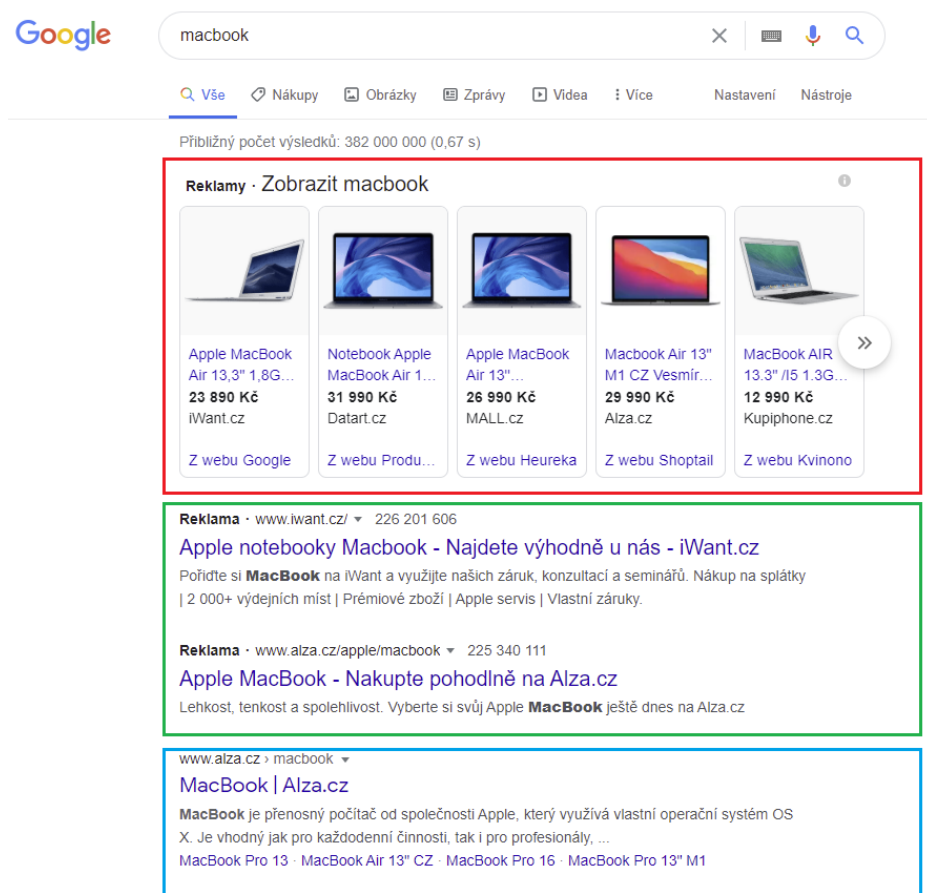 Google
macbook
Vše Nákupy Obrázky Zprávy Videa Více Nastavení Nástroje
Přibližný počet výsledků: 382 000 000 (0,67 s)
Reklamy · Zobrazit macbook
Apple MacBook
Air 13,3" 1,8G...
23 890 Kč
iWant.cz
Z webu Google
Notebook Apple
MacBook Air 1...
31 990 Kč
Datart.cz
Z webu Produ...
Apple MacBook
Air 13"...
26 990 Kč
MALL.cz
Z webu Heureka
Macbook Air 13"
M1 CZ Vesmír...
29 990 Kč
Alza.cz
Z webu Shoptail
MacBook AIR
13.3" /I5 1.3G...
12 990 Kč
Kupiphone.cz
Z webu Kvinono
Reklama · www.iwant.cz/ 226 201 606
Apple notebooky Macbook - Najdete výhodně u nás - iWant.cz
Pořiďte si MacBook na iWant a využijte našich záruk, konzultací a seminářů. Nákup na splátky
| 2 000+ výdejních míst | Prémiové zboží | Apple servis | Vlastní záruky.
Reklama · www.alza.cz/apple/macbook 225 340 111
Apple MacBook - Nakupte pohodlně na Alza.cz
Lehkost, tenkost a spolehlivost. Vyberte si svůj Apple MacBook ještě dnes na Alza.cz
www.alza.cz › macbook
MacBook | Alza.cz
MacBook je přenosný počítač od společnosti Apple, který využívá vlastní operační systém OS
X. Je vhodný jak pro každodenní činnosti, tak i pro profesionály, ...
MacBook Pro 13 · MacBook Air 13" CZ · MacBook Pro 16 · MacBook Pro 13" M1